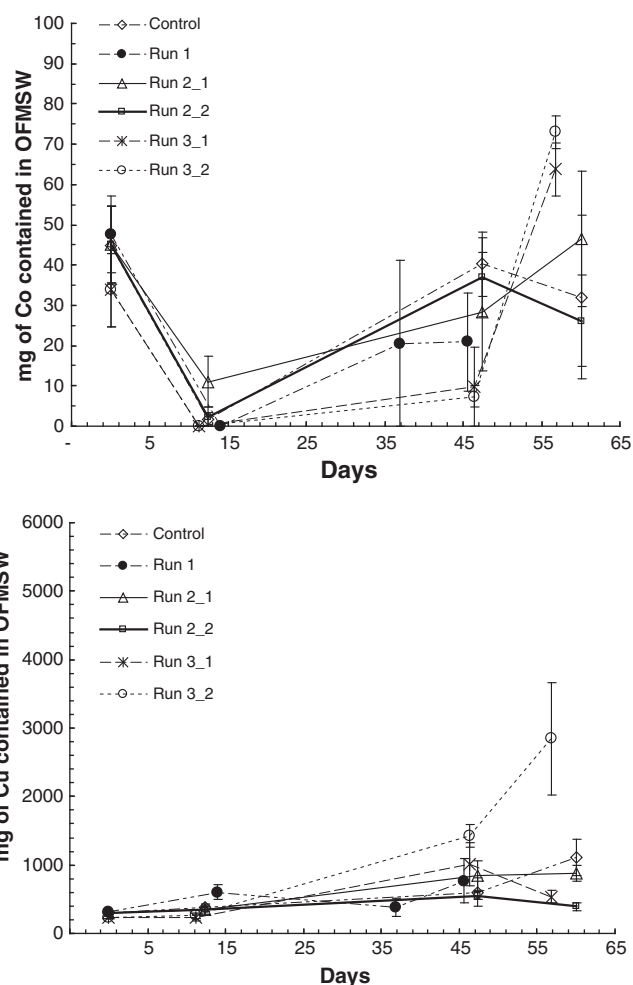 100
90
80
70
60
50
40
30
20
10
0
mg of Co contained in OFMSW
Control
Run 1
Run 2_1
Run 2_2
Run 3_1
Run 3_2
- 5 15 25 35 45 55 65
Days
6000
5000
4000
3000
2000
1000
0
mg of Cu contained in OFMSW
Control
Run 1
Run 2_1
Run 2_2
Run 3_1
Run 3_2
5 15 25 35 45 55 65
Days